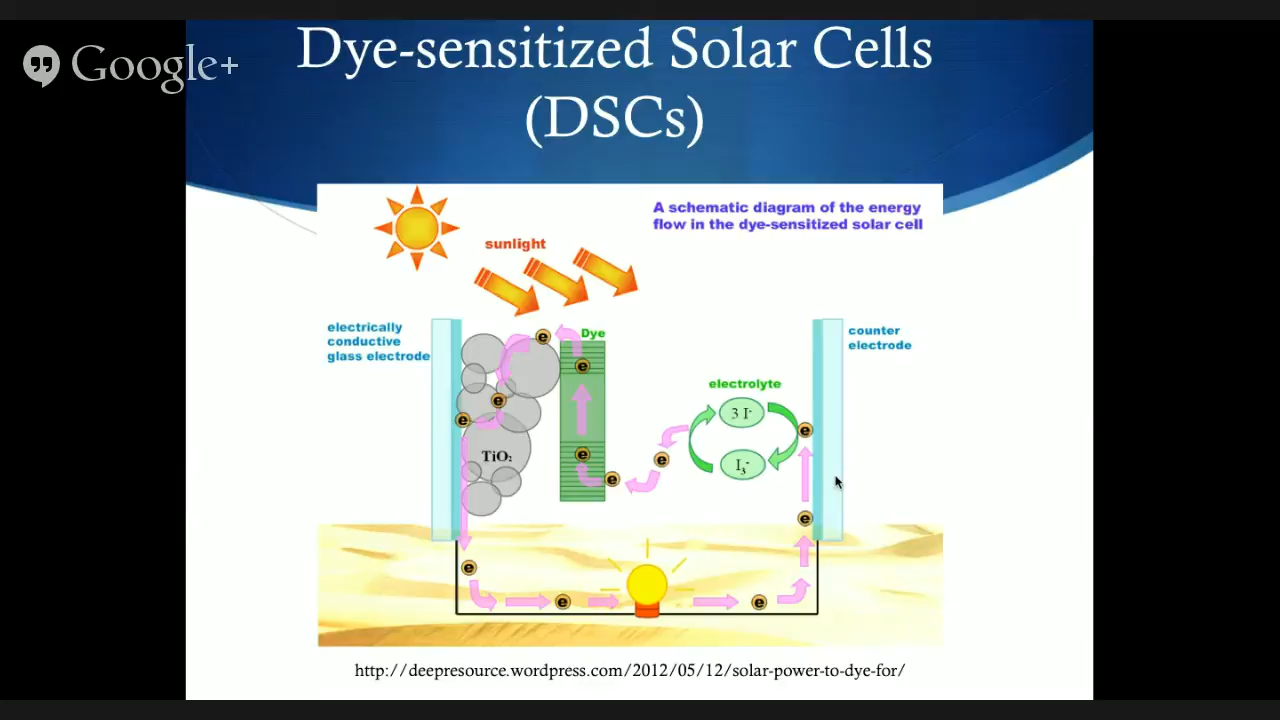 Google+
Dye-sensitized Solar Cells
(DSCs)
A schematic diagram of the energy
flow in the dye-sensitized solar cell
sunlight
electrically
conductive
glass electrode
Dye
counter
electrode
electrolyte
e
e
e
e
e
e
e
e
e
e
e
e
e
3 I⁻
I₃⁻
TiO₂
http://deepresource.wordpress.com/2012/05/12/solar-power-to-dye-for/